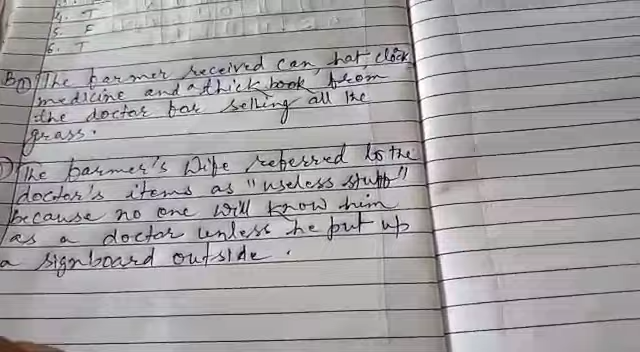 4. T
5. F
6. T
B ① The farmer received can, hat clock
medicine and a thick book from
the doctor for selling all the
grass.
The farmer's wife referred to the
doctor's items as "useless stuff"
because no one will know him
as a doctor unless he put up
a signboard outside.